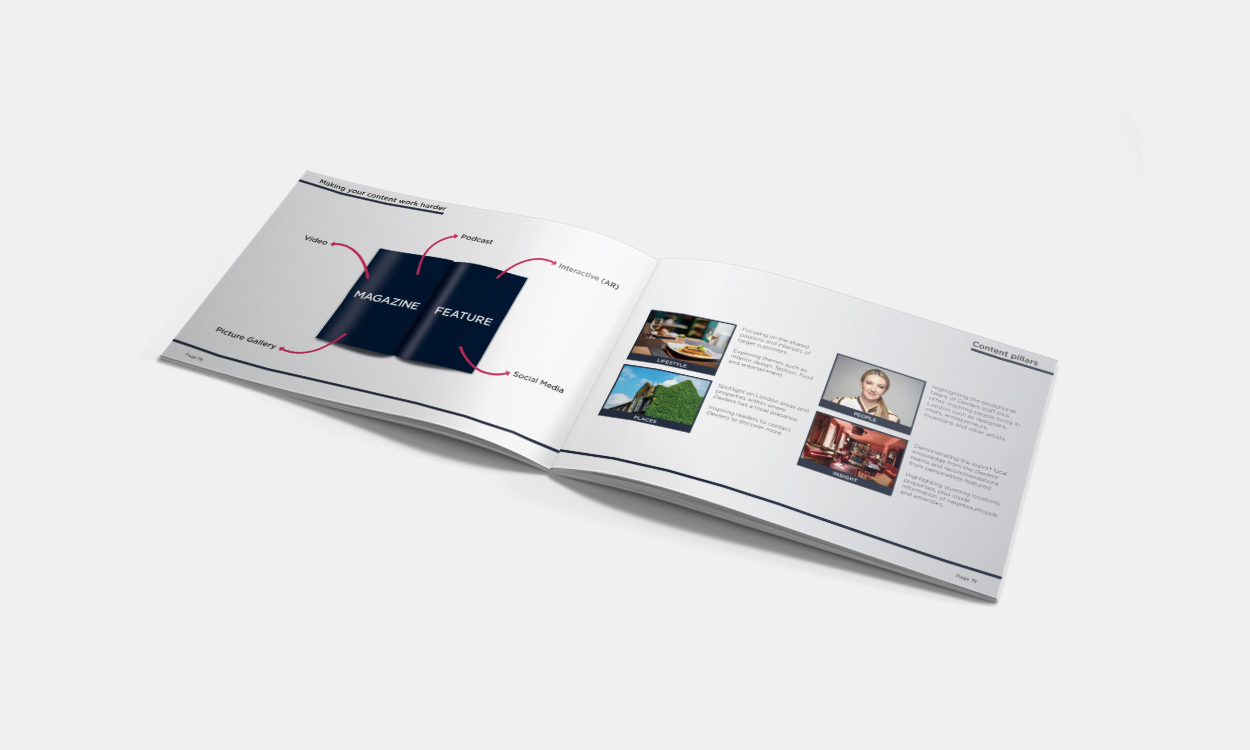 Making your content work harder
Video
Podcast
Interactive (AR)
MAGAZINE
FEATURE
Picture Gallery
Social Media
Page 18
Content pillars
LIFESTYLE
Focusing on the shared
passions and interests of
target customers.
Exploring themes such as
interior design, fashion, food
and entertainment.
PLACES
Spotlight on London areas and
properties within where
Dexters has a local presence.
Inspiring readers to contact
Dexters to discover more.
PEOPLE
Highlighting the exceptional
talent of Dexters staff plus
other inspiring people living in
London such as designers,
chefs, entrepreneurs,
musicians and other artists.
INSIGHT
Demonstrating the expert local
knowledge from the Dexters
teams and recommendations
from personalities featured.
Highlighting stunning locations,
properties, plus inside
information of neighbourhoods
and amenities.
Page 19